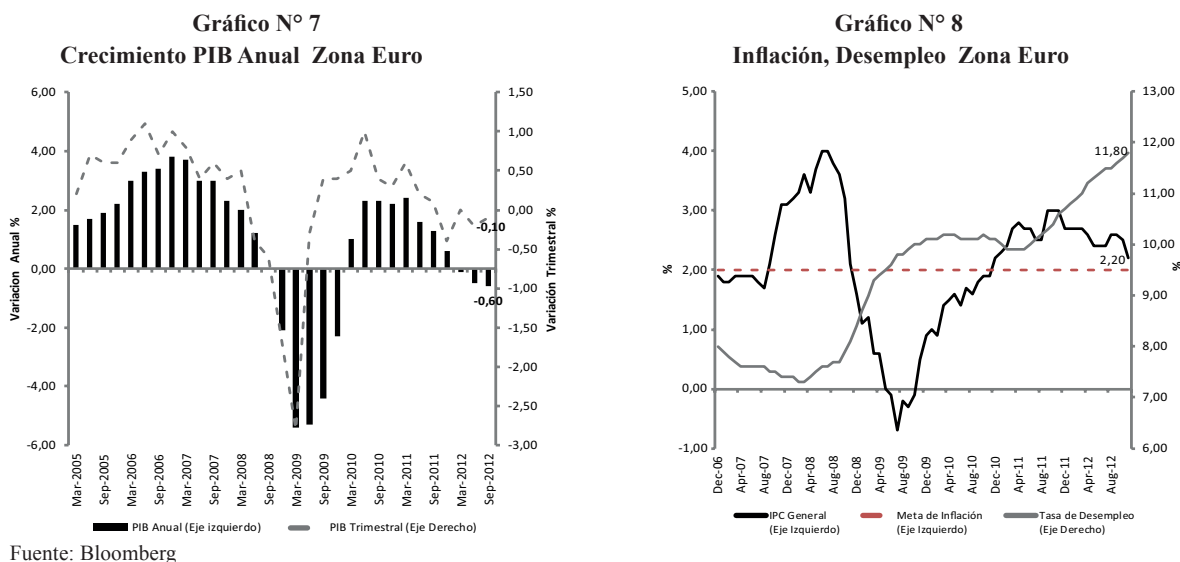 Gráfico N° 7
Crecimiento PIB Anual Zona Euro
6,00
4,00
2,00
0,00
-2,00
-4,00
-6,00
Variacion Anual %
1,50
1,00
0,50
0,00
-0,50
-1,00
-1,50
-2,00
-2,50
-3,00
Variación Trimestral %
-0,10
-0,60
Mar-2005
Sep-2005
Mar-2006
Sep-2006
Mar-2007
Sep-2007
Mar-2008
Sep-2008
Mar-2009
Sep-2009
Mar-2010
Sep-2010
Mar-2011
Sep-2011
Mar-2012
Sep-2012
PIB Anual (Eje izquierdo)
PIB Trimestral (Eje Derecho)
Gráfico N° 8
Inflación, Desempleo Zona Euro
5,00
4,00
3,00
2,00
1,00
0,00
-1,00
%
%
13,00
12,00
11,00
10,00
9,00
8,00
7,00
6,00
%
11,80
2,20
Dec-06
Apr-07
Aug-07
Dec-07
Apr-08
Aug-08
Dec-08
Apr-09
Aug-09
Dec-09
Apr-10
Aug-10
Dec-10
Apr-11
Aug-11
Dec-11
Apr-12
Aug-12
IPC General
(Eje Izquierdo)
Meta de Inflación
(Eje Izquierdo)
Tasa de Desempleo
(Eje Derecho)
Fuente: Bloomberg